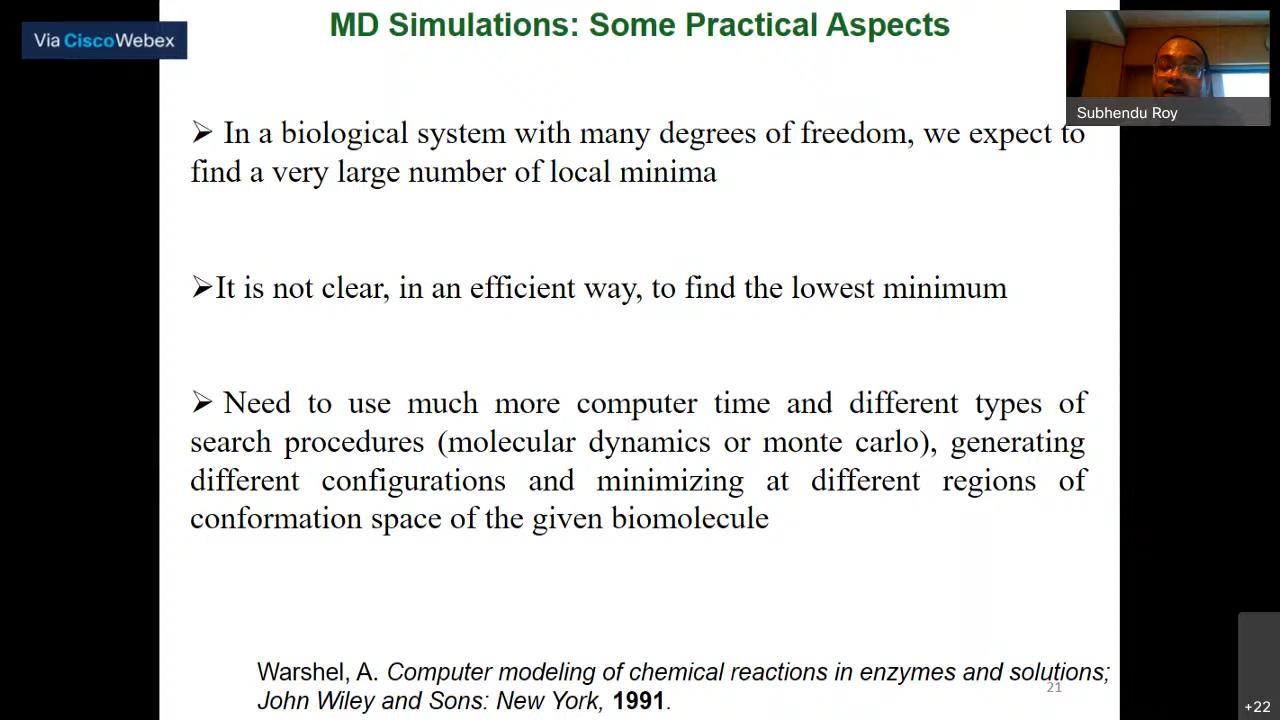 Via CiscoWebex
MD Simulations: Some Practical Aspects
Subhendu Roy
➢ In a biological system with many degrees of freedom, we expect to
find a very large number of local minima
➢It is not clear, in an efficient way, to find the lowest minimum
➢ Need to use much more computer time and different types of
search procedures (molecular dynamics or monte carlo), generating
different configurations and minimizing at different regions of
conformation space of the given biomolecule
Warshel, A. Computer modeling of chemical reactions in enzymes and solutions;
John Wiley and Sons: New York, 1991.
21
+22